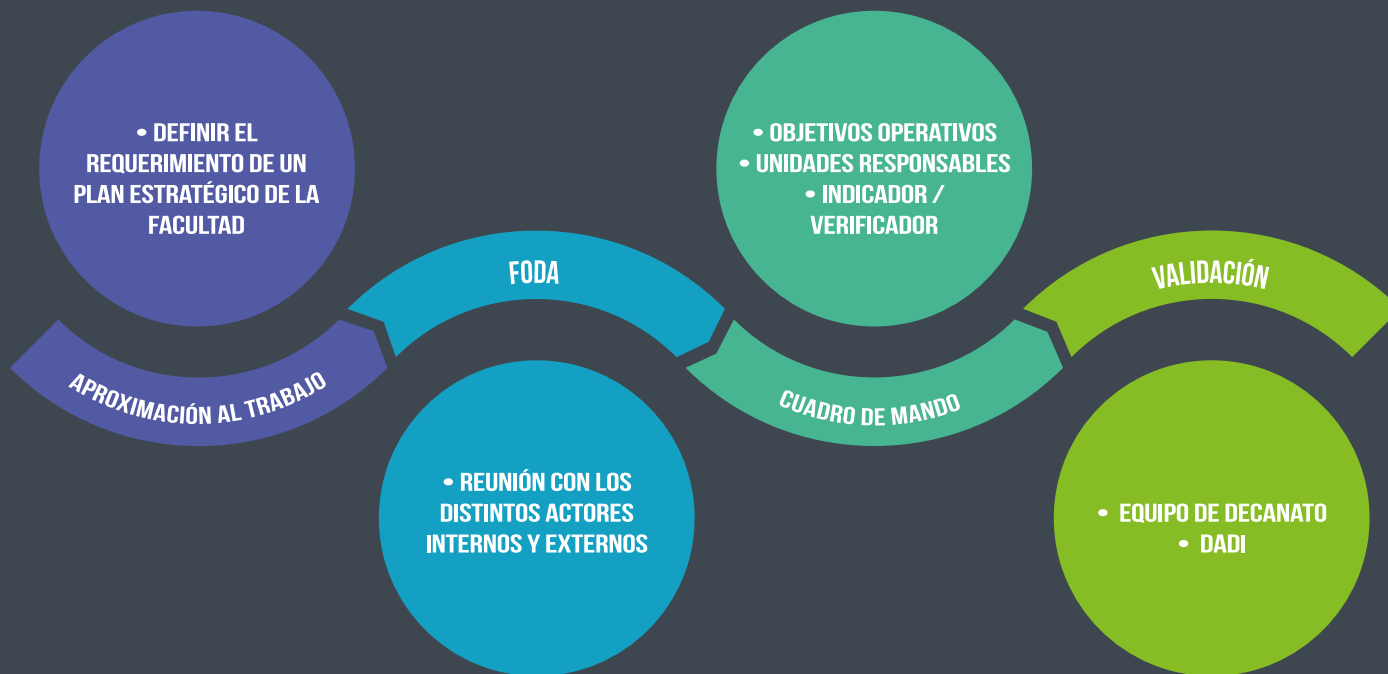 • DEFINIR EL
REQUERIMIENTO DE UN
PLAN ESTRATÉGICO DE LA
FACULTAD
APROXIMACIÓN AL TRABAJO
FODA
• REUNIÓN CON LOS
DISTINTOS ACTORES
INTERNOS Y EXTERNOS
• OBJETIVOS OPERATIVOS
• UNIDADES RESPONSABLES
• INDICADOR /
VERIFICADOR
CUADRO DE MANDO
VALIDACIÓN
• EQUIPO DE DECANATO
• DADI